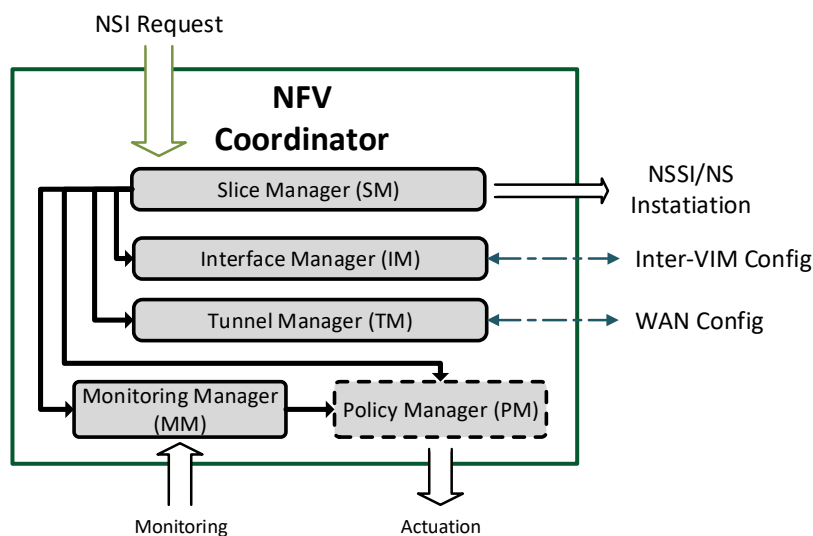 NSI Request
NFV
Coordinator
Slice Manager (SM)
NSSI/NS
Instatiation
Interface Manager (IM)
Inter-VIM Config
Tunnel Manager (TM)
WAN Config
Monitoring Manager
(MM)
Policy Manager (PM)
Monitoring
Actuation